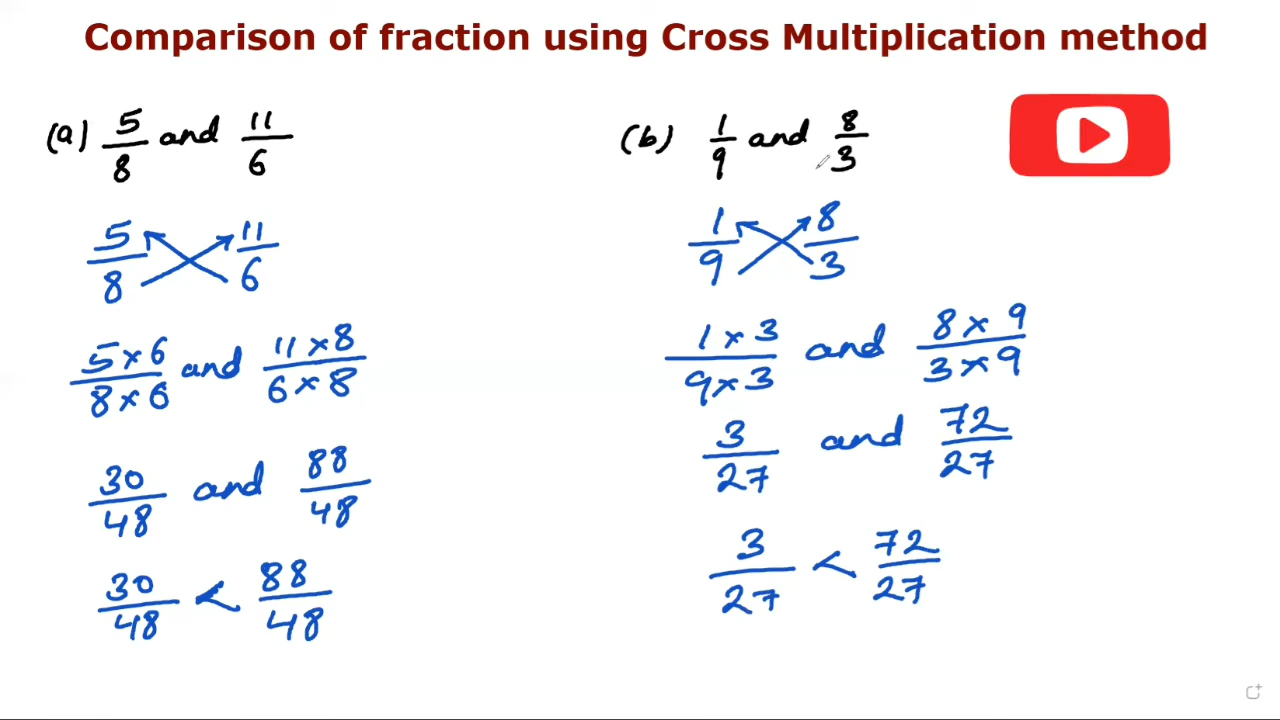 Comparison of fraction using Cross Multiplication method
(a) 5/8 and 11/6
5/8 11/6
5×6/8×6 and 11×8/6×8
30/48 and 88/48
30/48 < 88/48
(b) 1/9 and 8/3
1/9 8/3
1×3/9×3 and 8×9/3×9
3/27 and 72/27
3/27 < 72/27